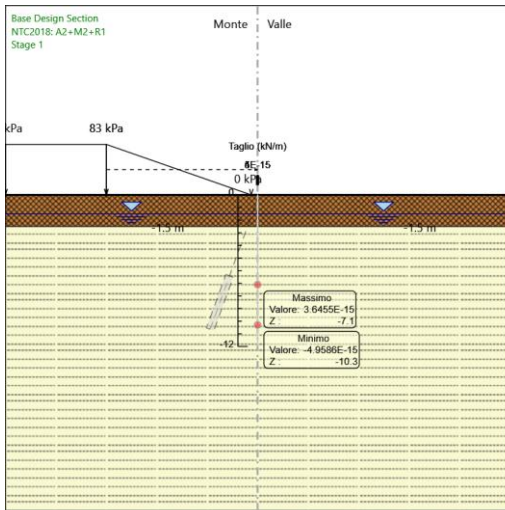 Base Design Section
NTC2018: A2+M2+R1
Stage 1
Monte Valle
kPa
83 kPa
Taglio (kN/m)
0 kPa
0
-1.5 m
-1.5 m
Massimo
Valore: 3.6455E-15
Z : -7.1
Minimo
Valore: -4.9586E-15
Z : -10.3
-12